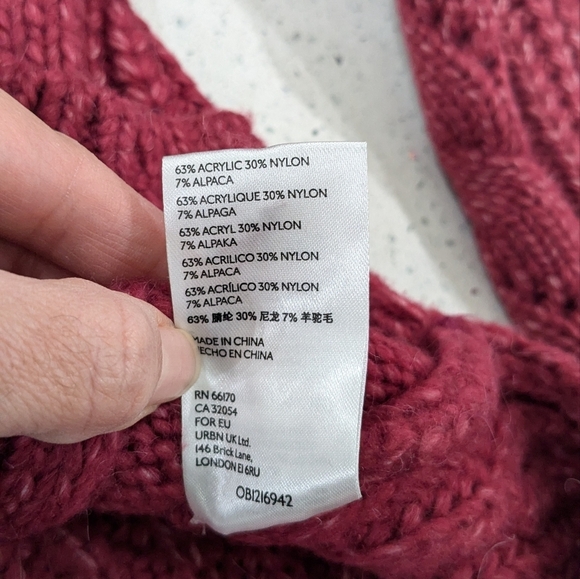 63% ACRYLIC 30% NYLON
7% ALPACA
63% ACRYLIQUE 30% NYLON
7% ALPAGA
63% ACRYL 30% NYLON
7% ALPAKA
63% ACRILICO 30% NYLON
7% ALPACA
63% ACRÍLICO 30% NYLON
7% ALPACA
63% 腈纶 30% 尼龙 7% 羊驼毛
MADE IN CHINA
ECHO EN CHINA
RN 66170
CA 32054
FOR EU
URBN UK Ltd,
146 Brick Lane,
LONDON E1 6RU
OB1216942